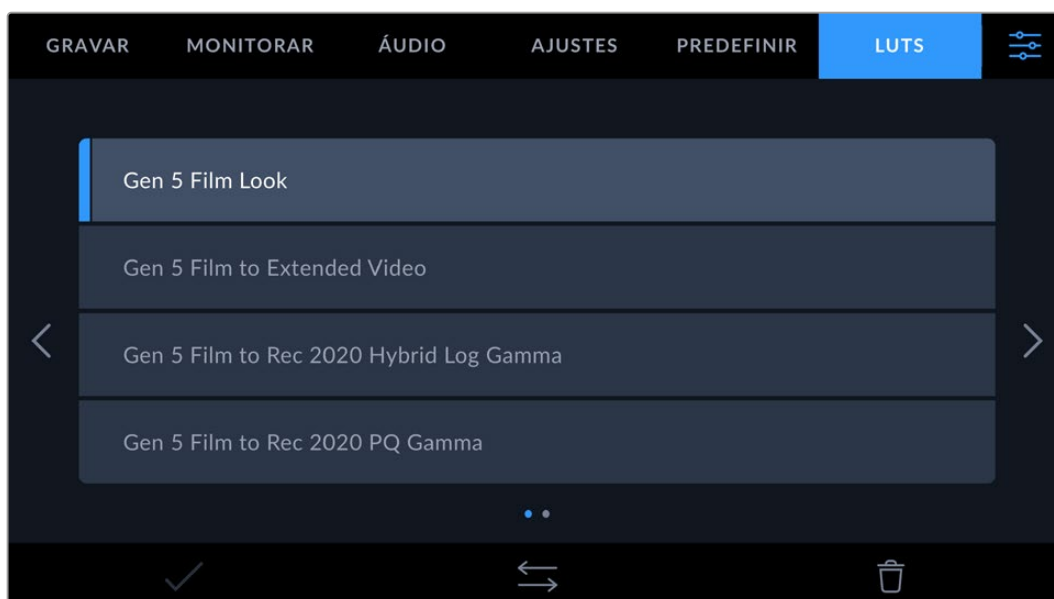 GRAVAR MONITORAR ÁUDIO AJUSTES PREDEFINIR LUTS
Gen 5 Film Look
Gen 5 Film to Extended Video
Gen 5 Film to Rec 2020 Hybrid Log Gamma
Gen 5 Film to Rec 2020 PQ Gamma